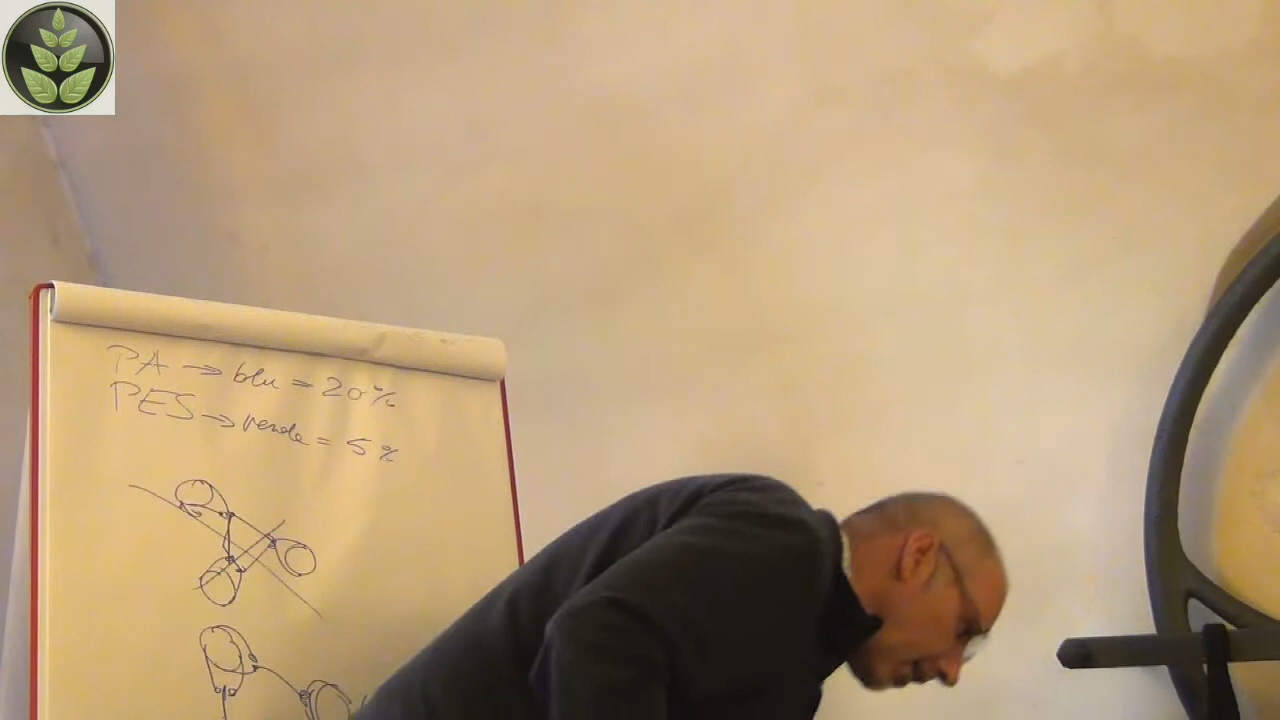 PA → blu = 20%
PES → verde = 5%